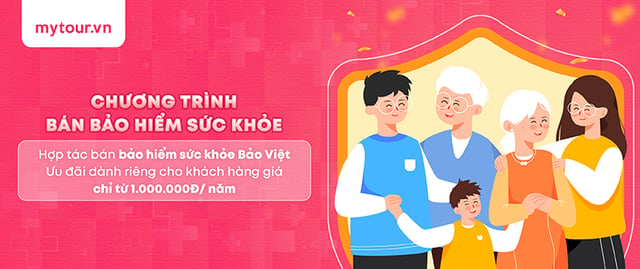 mytour.vn
CHƯƠNG TRÌNH
BÁN BẢO HIỂM SỨC KHỎE
Hợp tác bán bảo hiểm sức khỏe Bảo Việt
Ưu đãi dành riêng cho khách hàng giá
chỉ từ 1.000.000Đ/ năm